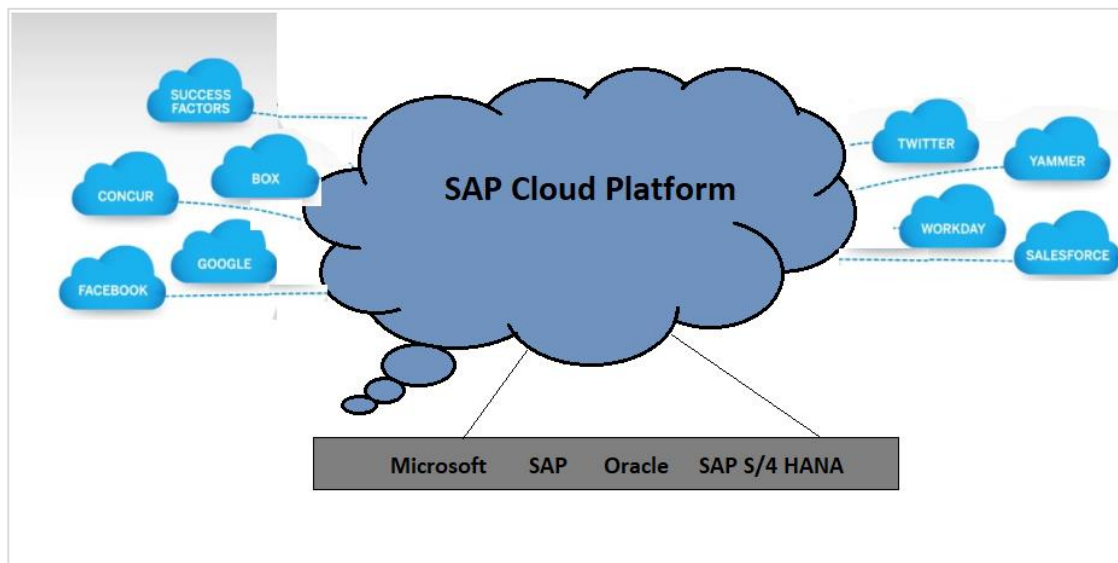 SUCCESS
FACTORS
BOX
CONCUR
GOOGLE
FACEBOOK
SAP Cloud Platform
TWITTER
YAMMER
WORKDAY
SALESFORCE
Microsoft SAP Oracle SAP S/4 HANA